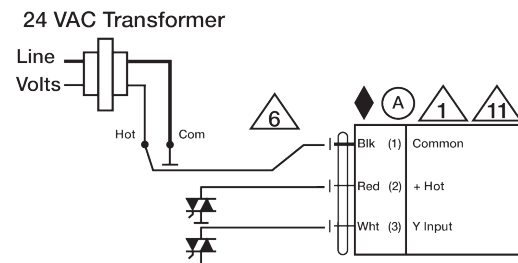 24 VAC Transformer
Line
Volts
Hot
Com
6
A
1
11
Blk (1) Common
Red (2) + Hot
Wht (3) Y Input